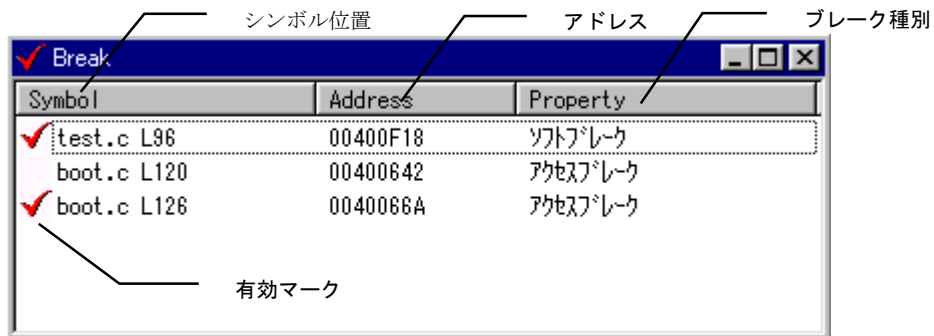 シンボル位置 アドレス ブレーク種別
Break
Symbol Address Property
test.c L96 00400F18 ソフトブレーク
boot.c L120 00400642 アクセスブレーク
boot.c L126 0040066A アクセスブレーク
有効マーク